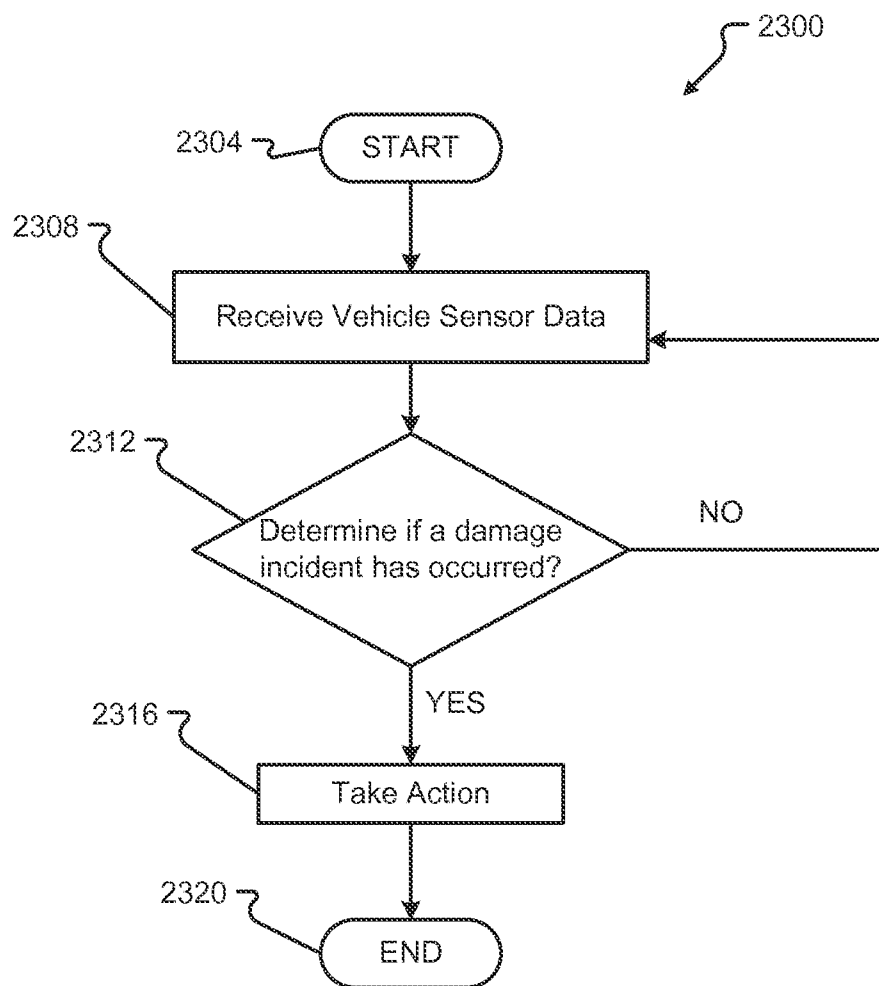 2300
2304
START
2308
Receive Vehicle Sensor Data
2312
Determine if a damage
incident has occurred?
NO
YES
2316
Take Action
2320
END